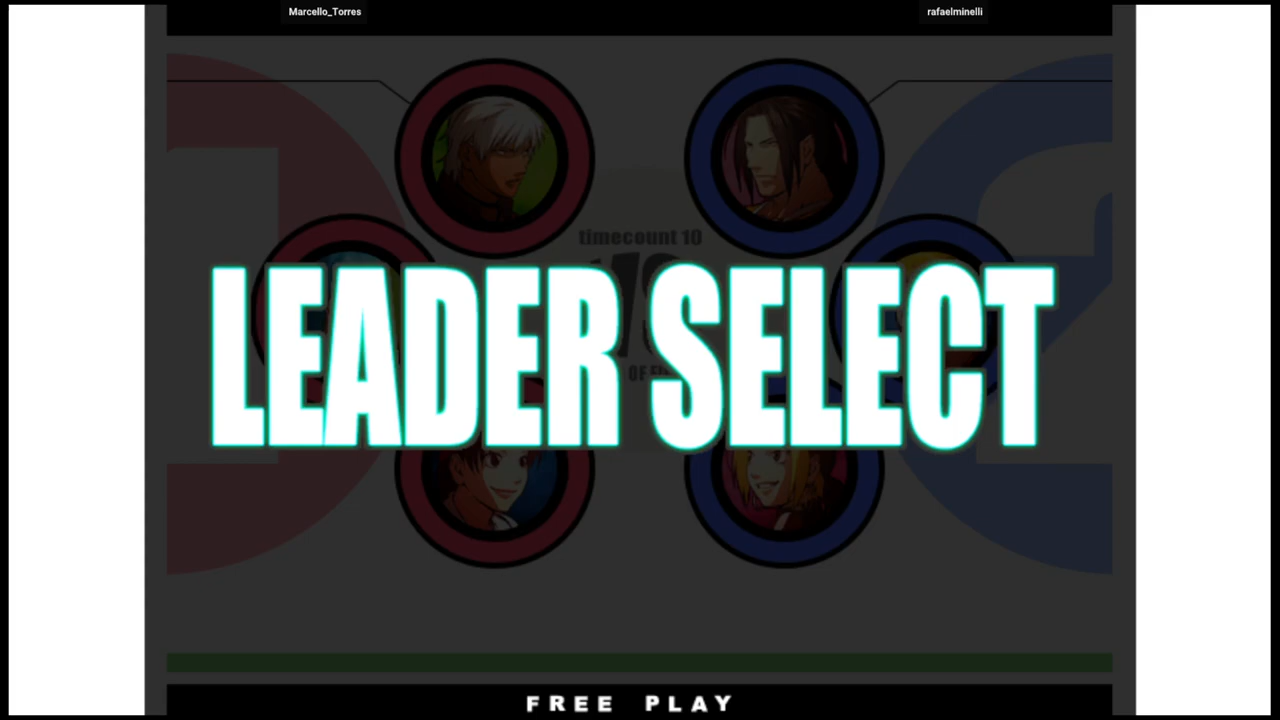 Marcello_Torres
rafaelminelli
timecount 10
LEADER SELECT
FREE PLAY